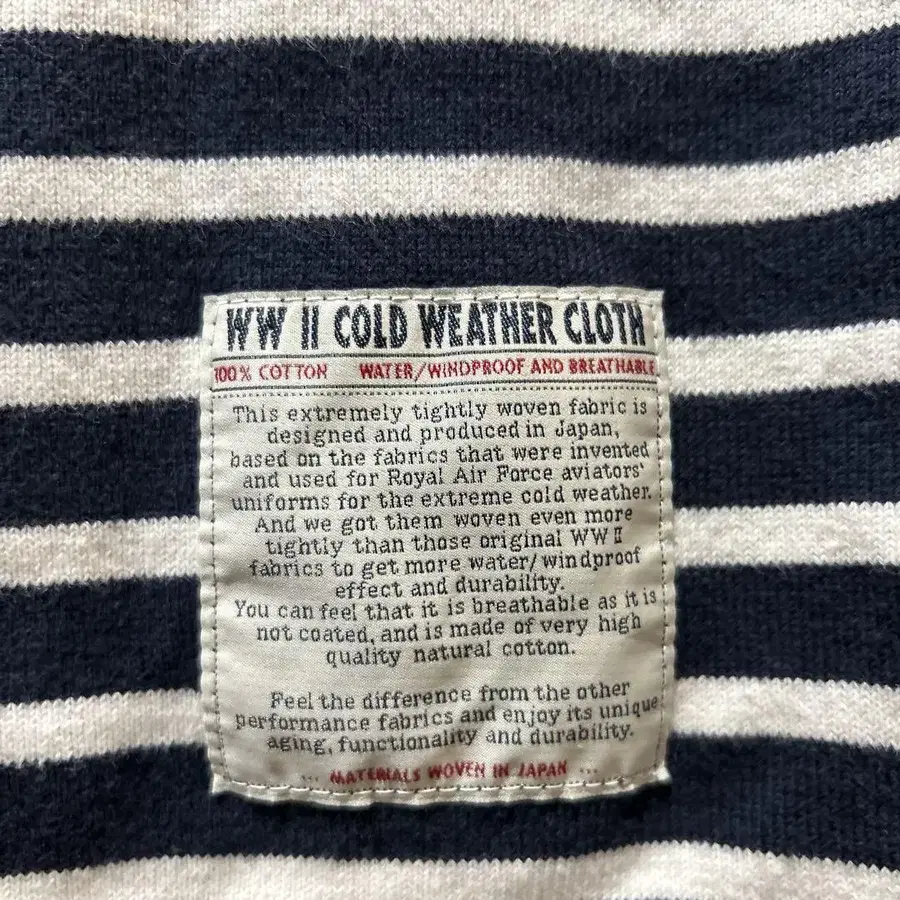 WW II COLD WEATHER CLOTH
100% COTTON WATER/WINDPROOF AND BREATHABLE
This extremely tightly woven fabric is
designed and produced in Japan,
based on the fabrics that were invented
and used for Royal Air Force aviators'
uniforms for the extreme cold weather.
And we got them woven even more
tightly than those original WW II
fabrics to get more water/windproof
effect and durability.
You can feel that it is breathable as it is
not coated, and is made of very high
quality natural cotton.
Feel the difference from the other
performance fabrics and enjoy its unique
aging, functionality and durability.
... MATERIALS WOVEN IN JAPAN ...